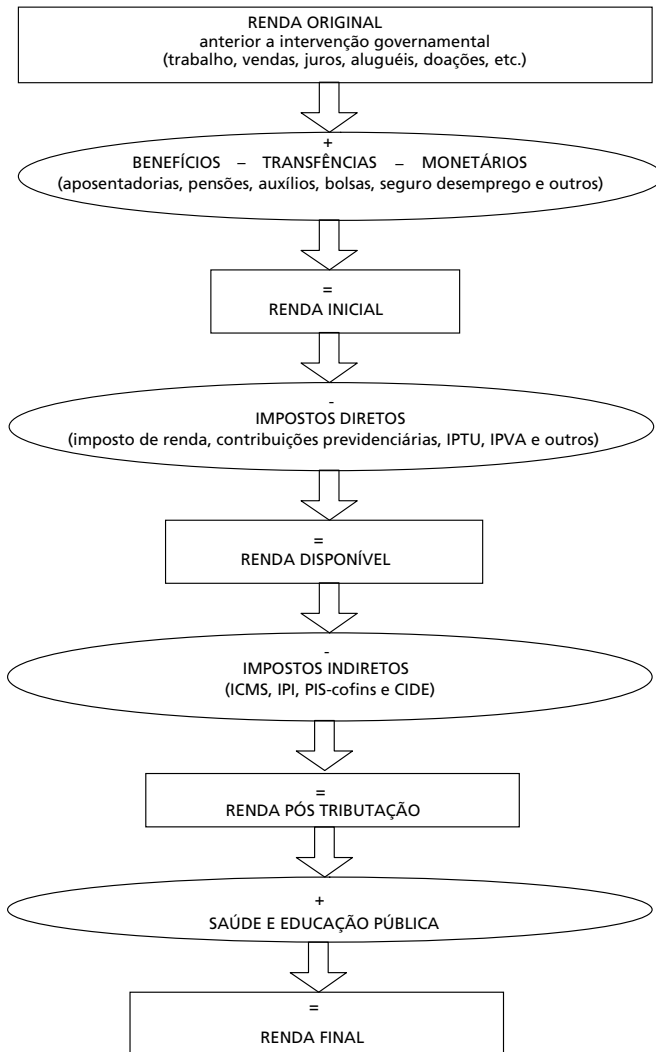 RENDA ORIGINAL
anterior a intervenção governamental
(trabalho, vendas, juros, aluguéis, doações, etc.)
+
BENEFÍCIOS – TRANSFÊNCIAS – MONETÁRIOS
(aposentadorias, pensões, auxílios, bolsas, seguro desemprego e outros)
=
RENDA INICIAL
-
IMPOSTOS DIRETOS
(imposto de renda, contribuições previdenciárias, IPTU, IPVA e outros)
=
RENDA DISPONÍVEL
-
IMPOSTOS INDIRETOS
(ICMS, IPI, PIS-cofins e CIDE)
=
RENDA PÓS TRIBUTAÇÃO
+
SAÚDE E EDUCAÇÃO PÚBLICA
=
RENDA FINAL